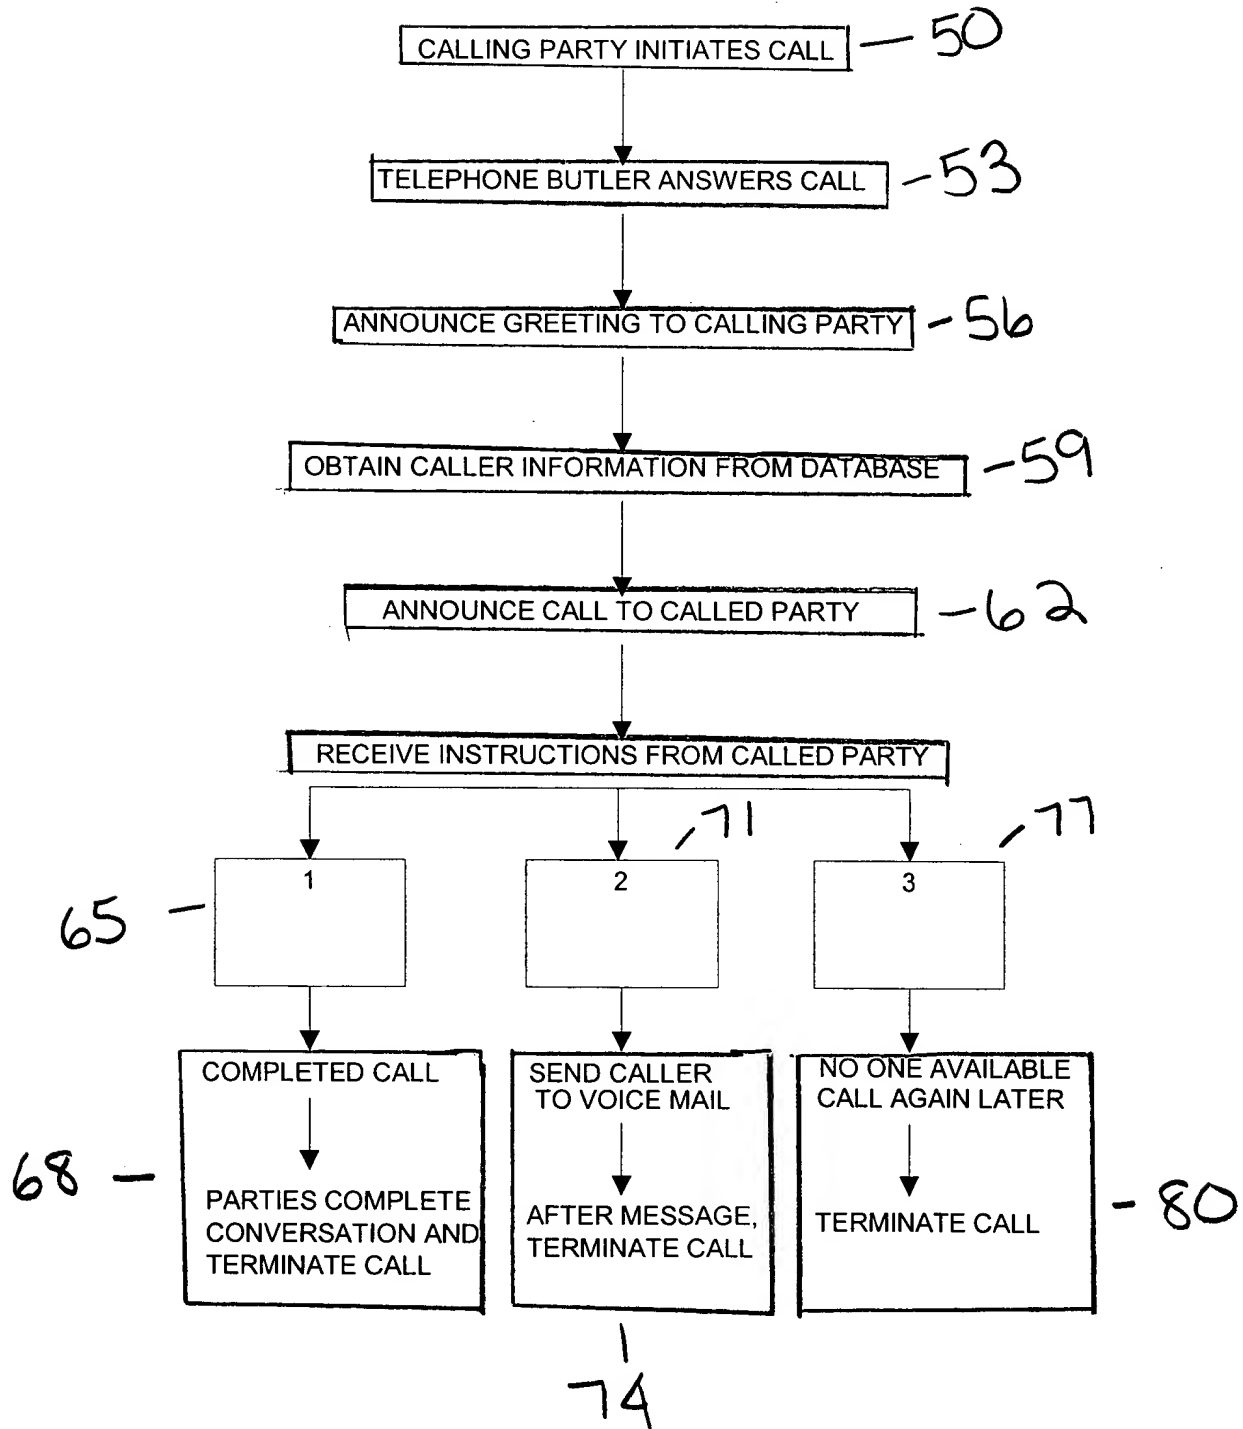 CALLING PARTY INITIATES CALL — 50
TELEPHONE BUTLER ANSWERS CALL — 53
ANNOUNCE GREETING TO CALLING PARTY — 56
OBTAIN CALLER INFORMATION FROM DATABASE — 59
ANNOUNCE CALL TO CALLED PARTY — 62
RECEIVE INSTRUCTIONS FROM CALLED PARTY
71
77
1
2
3
65
COMPLETED CALL
PARTIES COMPLETE
CONVERSATION AND
TERMINATE CALL
68
SEND CALLER
TO VOICE MAIL
AFTER MESSAGE,
TERMINATE CALL
74
NO ONE AVAILABLE
CALL AGAIN LATER
TERMINATE CALL
80